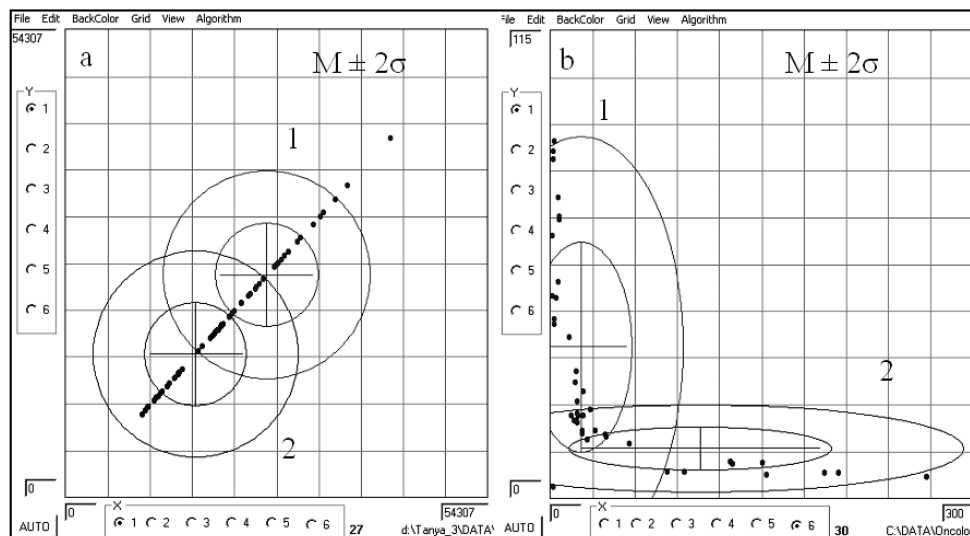 File Edit BackColor Grid View Algorithm
54307
a
M ± 2σ
Y
1
2
3
4
5
6
1
2
0
AUTO
0
54307
X
1 2 3 4 5 6
27
d:\Tanya_3\DATA\
File Edit BackColor Grid View Algorithm
115
b
M ± 2σ
Y
1
2
3
4
5
6
1
2
0
AUTO
0
300
X
1 2 3 4 5 6
30
C:\DATA\Oncolo